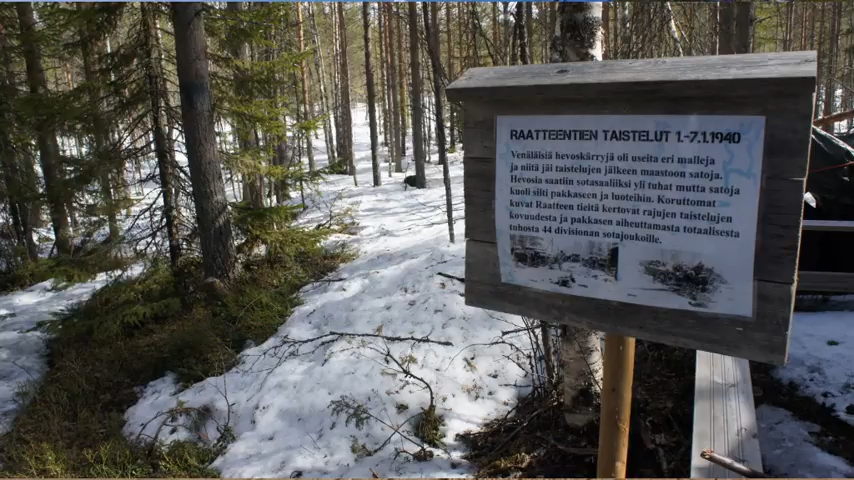 RAATTEENTIEN TAISTELUT 1.-7.1.1940
Venäläisiä hevoskärryjä oli useita eri malleja
ja niitä jäi taistelujen jälkeen maastoon satoja.
Hevosia saatiin sotasaaliiksi yli tuhat mutta satoja
kuoli silti pakkaseen ja luoteihin. Koruttomat
kuvat Raatteen tieltä kertovat rajujen taistelujen
kovuudesta ja pakkasen aiheuttamasta totaalisesta
tuhosta 44 divisionan sotajoukoille.